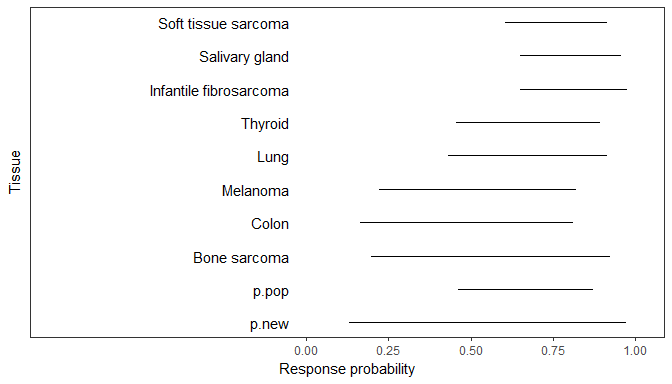 Soft tissue sarcoma
Salivary gland
Infantile fibrosarcoma
Thyroid
Lung
Melanoma
Colon
Bone sarcoma
p.pop
p.new
Tissue
0.00 0.25 0.50 0.75 1.00
Response probability